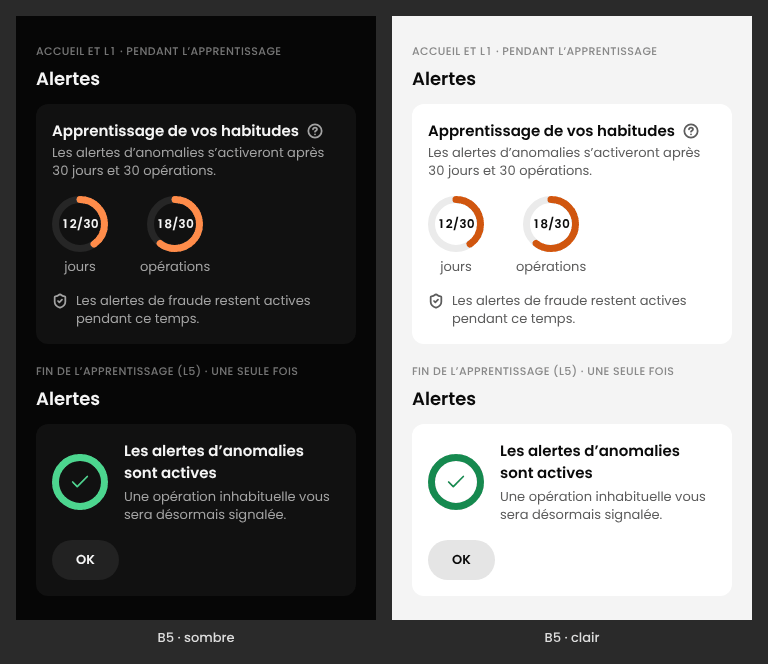 ACCUEIL ET L1 · PENDANT L’APPRENTISSAGE
Alertes
Apprentissage de vos habitudes
Les alertes d’anomalies s’activeront après
30 jours et 30 opérations.
12/30
18/30
jours
opérations
Les alertes de fraude restent actives
pendant ce temps.
FIN DE L’APPRENTISSAGE (L5) · UNE SEULE FOIS
Alertes
Les alertes d’anomalies
sont actives
Une opération inhabituelle vous
sera désormais signalée.
OK
B5 · sombre
ACCUEIL ET L1 · PENDANT L’APPRENTISSAGE
Alertes
Apprentissage de vos habitudes
Les alertes d’anomalies s’activeront après
30 jours et 30 opérations.
12/30
18/30
jours
opérations
Les alertes de fraude restent actives
pendant ce temps.
FIN DE L’APPRENTISSAGE (L5) · UNE SEULE FOIS
Alertes
Les alertes d’anomalies
sont actives
Une opération inhabituelle vous
sera désormais signalée.
OK
B5 · clair